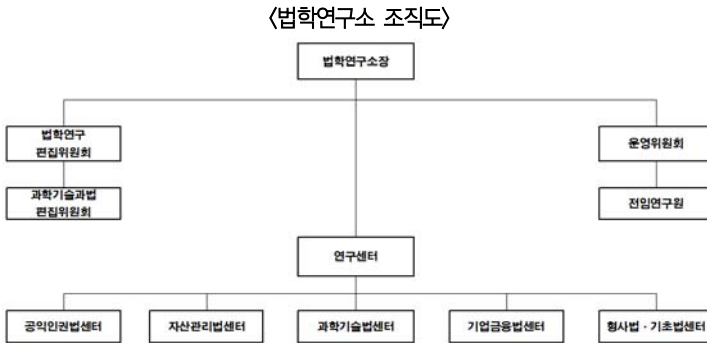 〈법학연구소 조직도〉
법학연구소장
법학연구
편집위원회
운영위원회
과학기술과법
편집위원회
전임연구원
연구센터
공익인권법센터
자산관리법센터
과학기술법센터
기업금융법센터
형사법·기초법센터